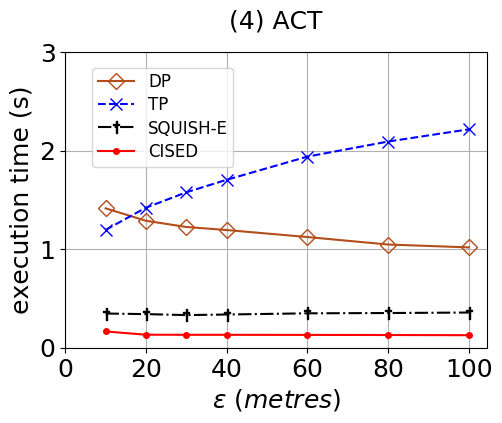 (4) ACT
execution time (s)
3
2
1
0
DP
TP
SQUISH-E
CISED
0 20 40 60 80 100
ε (metres)